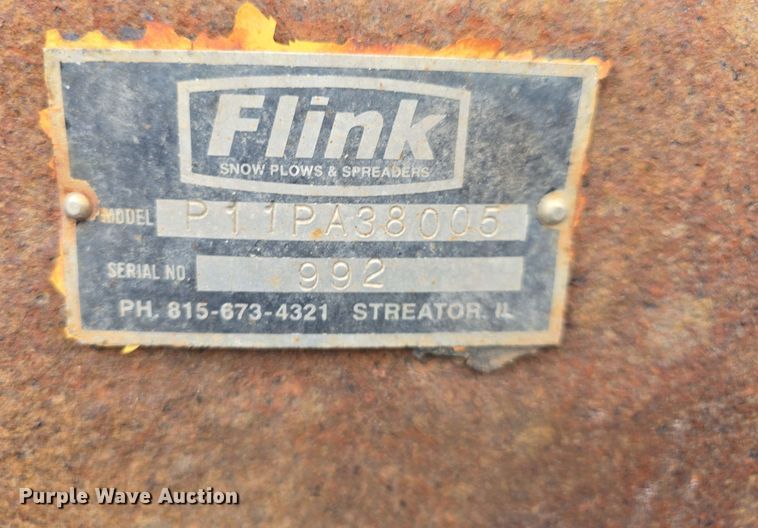 Flink
SNOW PLOWS & SPREADERS
MODEL P11PA38005
SERIAL NO. 992
PH. 815-673-4321 STREATOR, IL
Purple Wave Auction